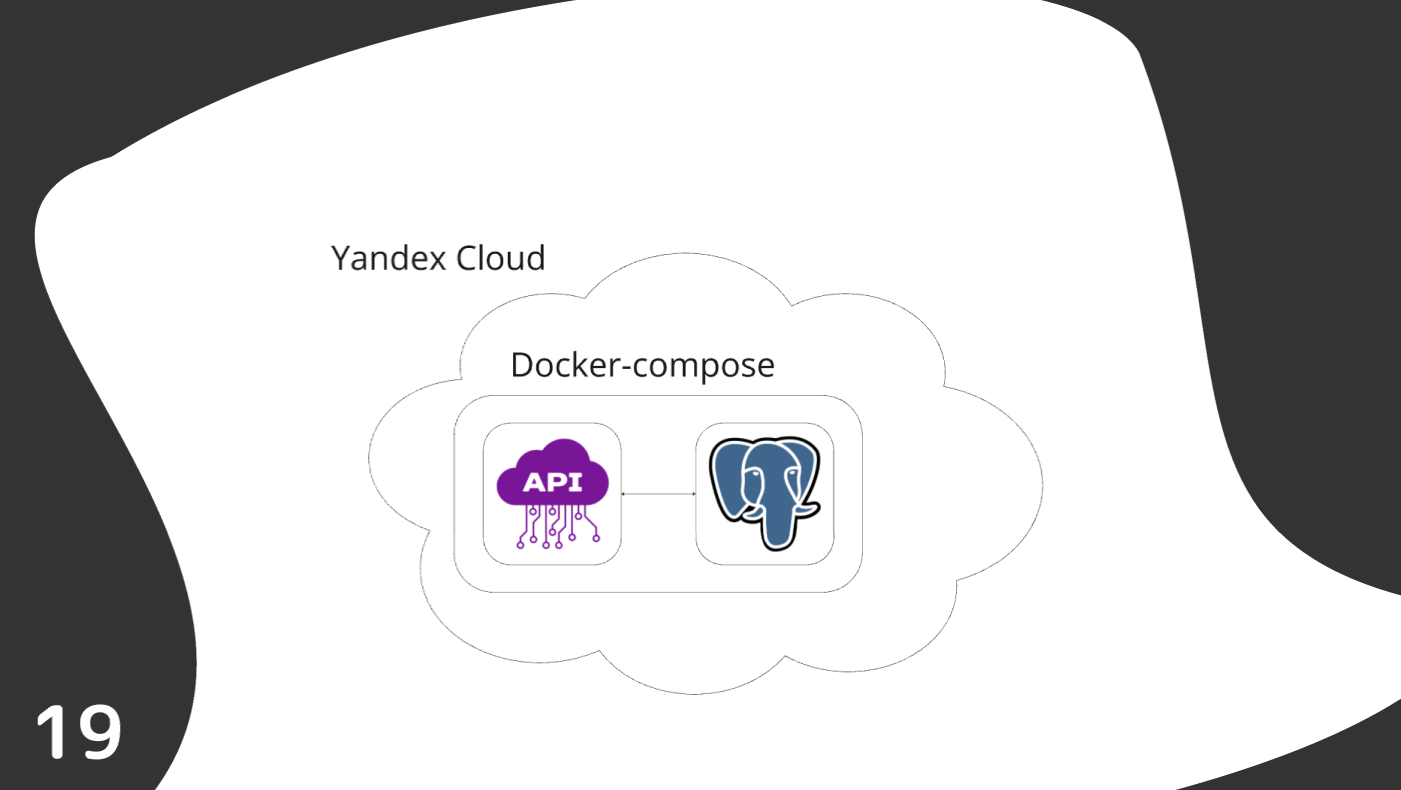 Yandex Cloud
Docker-compose
API
19